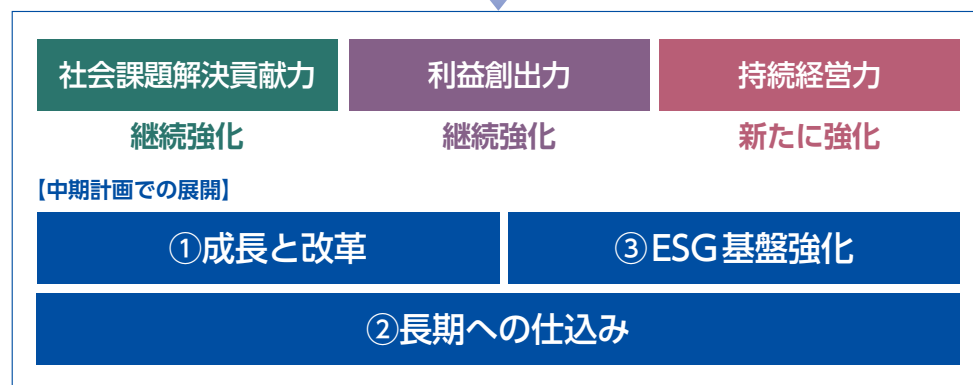 社会課題解決貢献力
利益創出力
持続経営力
継続強化
継続強化
新たに強化
【中期計画での展開】
①成長と改革
③ESG基盤強化
②長期への仕込み